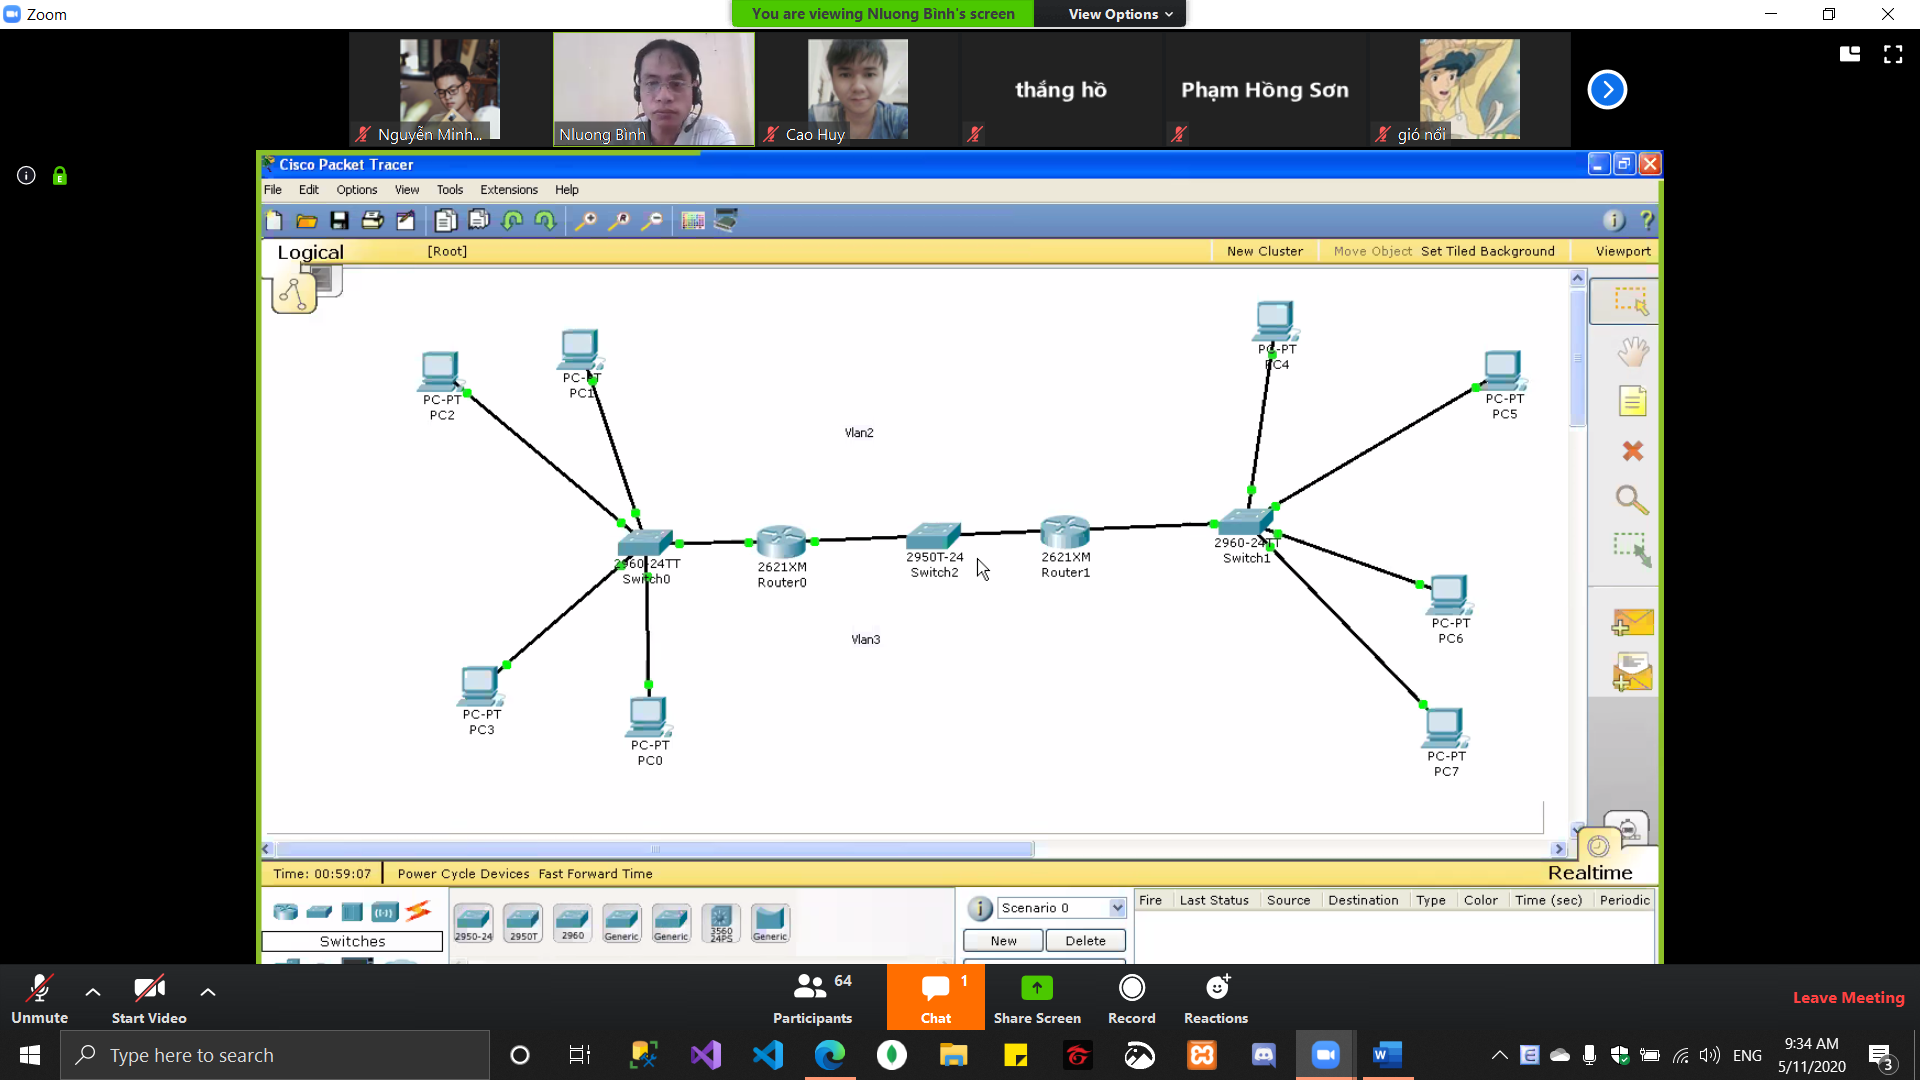 Zoom
You are viewing Nluong Bình's screen
View Options
Nguyễn Minh...
Nluong Bình
Cao Huy
thắng hồ
Phạm Hồng Sơn
gió nổi
Cisco Packet Tracer
File Edit Options View Tools Extensions Help
Logical
[Root]
New Cluster
Move Object
Set Tiled Background
Viewport
PC-PT
PC2
PC-PT
PC1
PC-PT
PC4
PC-PT
PC5
Vlan2
2960-24TT
Switch0
2621XM
Router0
2950T-24
Switch2
2621XM
Router1
2960-24TT
Switch1
PC-PT
PC6
Vlan3
PC-PT
PC3
PC-PT
PC0
PC-PT
PC7
Time: 00:59:07
Power Cycle Devices Fast Forward Time
Realtime
Switches
2950-24
2950T
2960
Generic
Generic
3560
24PS
Generic
Scenario 0
New
Delete
Fire Last Status Source Destination Type Color Time (sec) Periodic
Unmute
Start Video
64
Participants
1
Chat
Share Screen
Record
Reactions
Leave Meeting
Type here to search
ENG
9:34 AM
5/11/2020
3